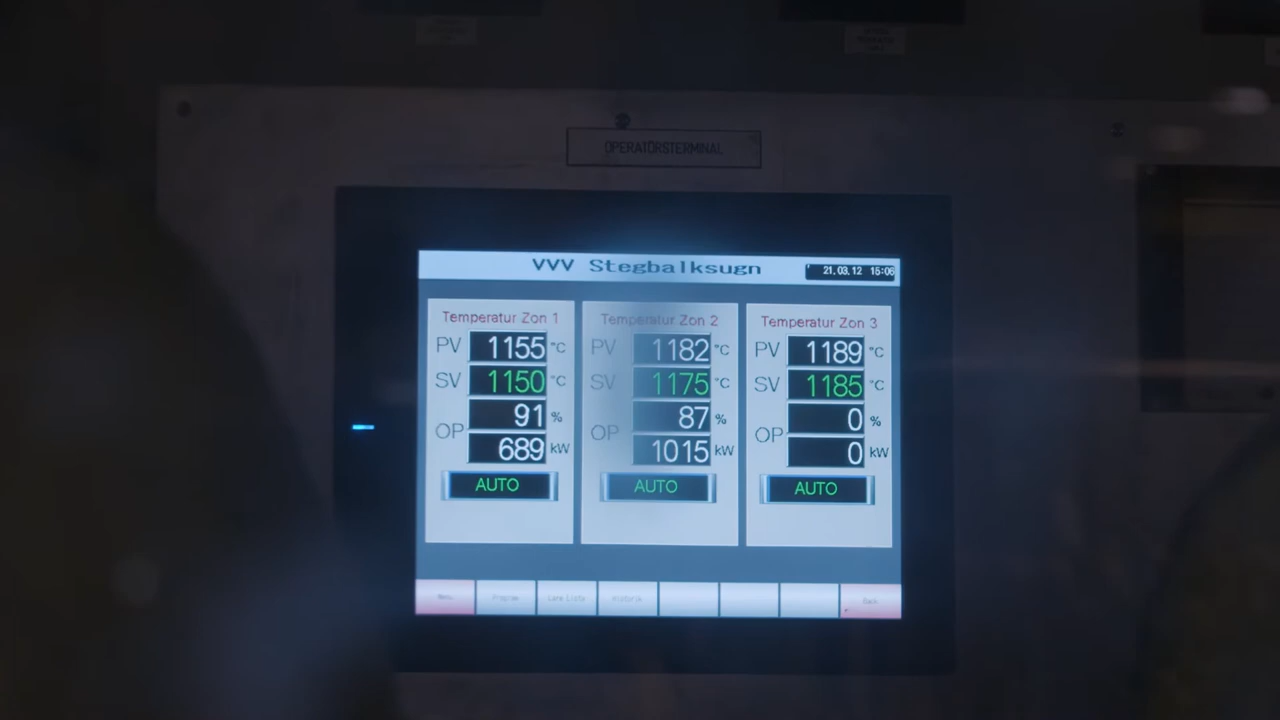 OPERATÖRSTERMINAL
VVV Stegbalksugn
21.03.12 15:06
Temperatur Zon 1
PV 1155 °C
SV 1150 °C
OP 91 %
689 kW
AUTO
Temperatur Zon 2
PV 1182 °C
SV 1175 °C
OP 87 %
1015 kW
AUTO
Temperatur Zon 3
PV 1189 °C
SV 1185 °C
OP 0 %
0 kW
AUTO
Menu Program Historik Back